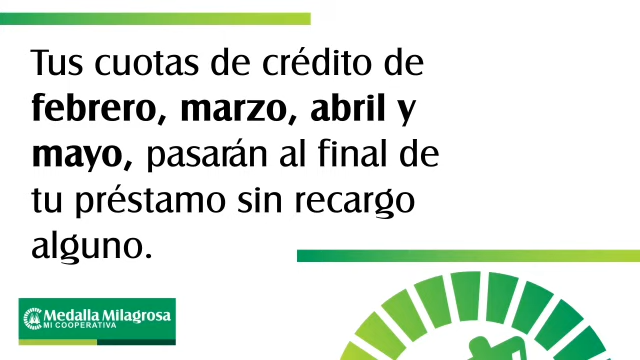 Tus cuotas de crédito de
febrero, marzo, abril y
mayo, pasarán al final de
tu préstamo sin recargo
alguno.
Medalla Milagrosa
MI COOPERATIVA